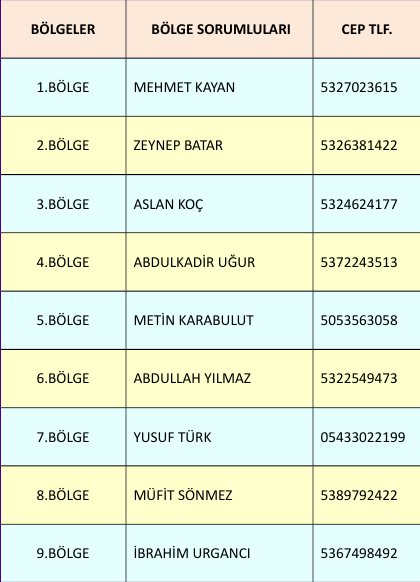 BÖLGELER BÖLGE SORUMLULARI CEP TLF.
1.BÖLGE MEHMET KAYAN 5327023615
2.BÖLGE ZEYNEP BATAR 5326381422
3.BÖLGE ASLAN KOÇ 5324624177
4.BÖLGE ABDULKADİR UĞUR 5372243513
5.BÖLGE METİN KARABULUT 5053563058
6.BÖLGE ABDULLAH YILMAZ 5322549473
7.BÖLGE YUSUF TÜRK 05433022199
8.BÖLGE MÜFİT SÖNMEZ 5389792422
9.BÖLGE İBRAHİM URGANCI 5367498492